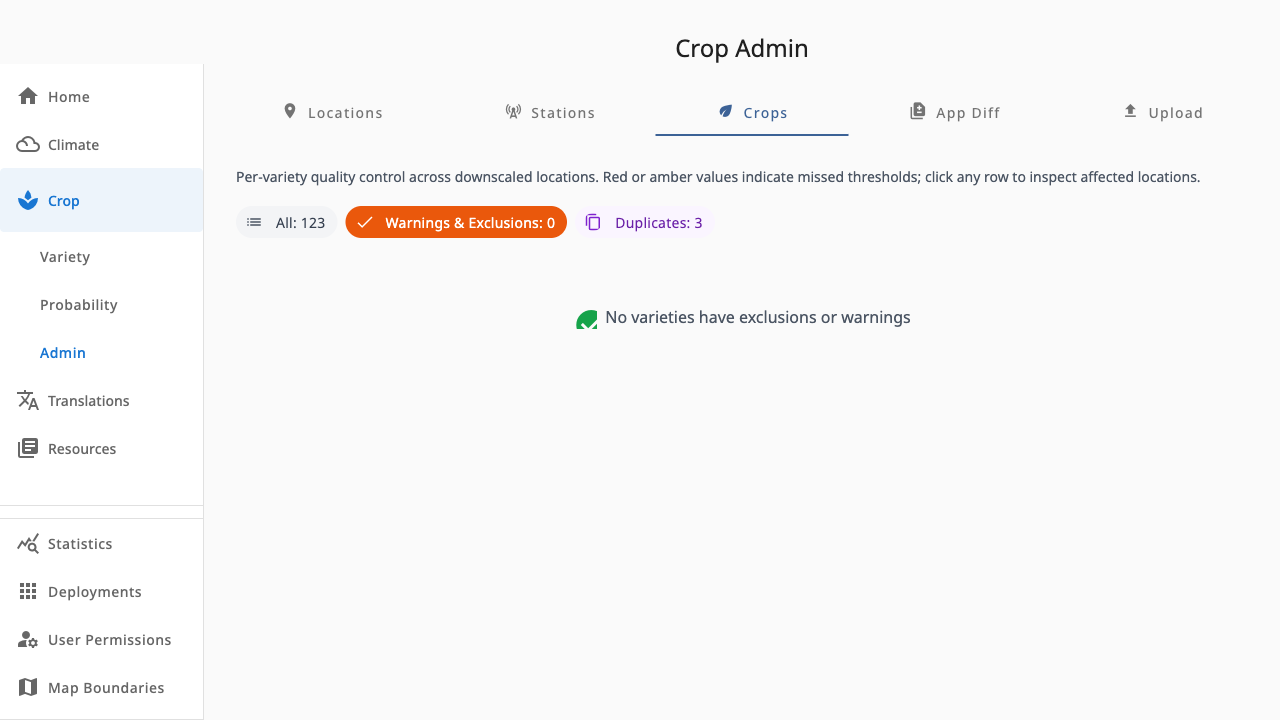 Crop Admin
Home
Climate
Crop
Variety
Probability
Admin
Translations
Resources
Statistics
Deployments
User Permissions
Map Boundaries
Locations
Stations
Crops
App Diff
Upload
Per-variety quality control across downscaled locations. Red or amber values indicate missed thresholds; click any row to inspect affected locations.
All: 123
Warnings & Exclusions: 0
Duplicates: 3
No varieties have exclusions or warnings